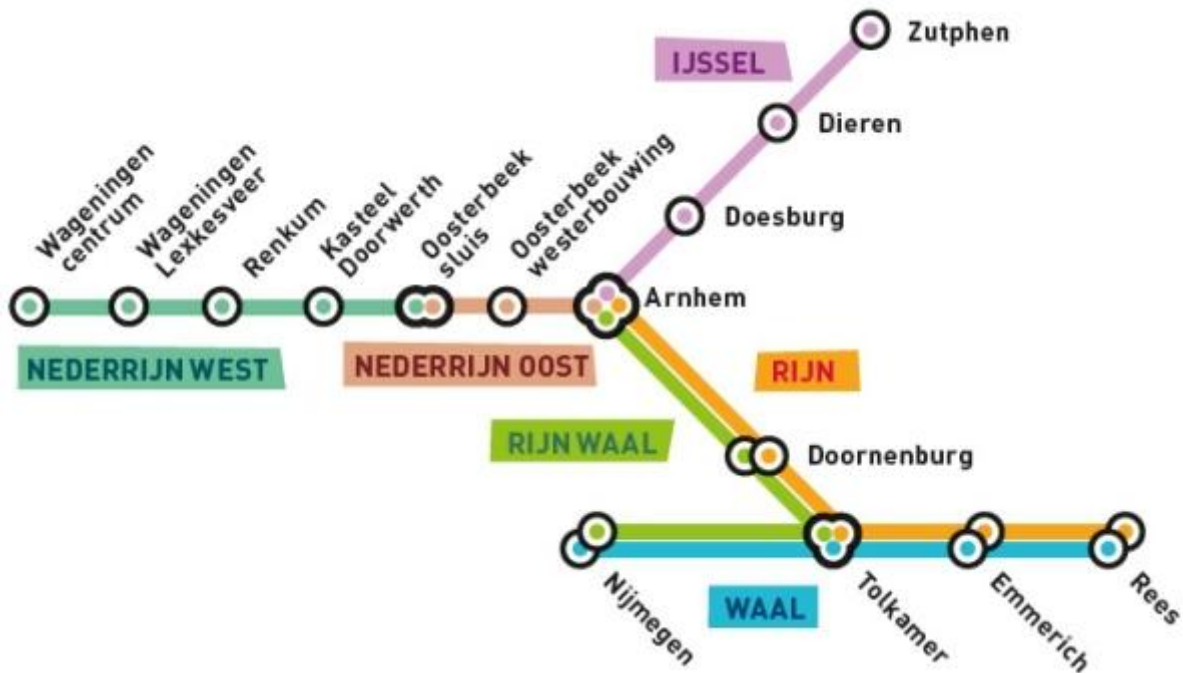 Zutphen
IJSSEL
Dieren
Doesburg
Wageningen
centrum
Wageningen
Lexkesveer
Renkum
Kasteel
Doorwerth
Oosterbeek
sluis
Oosterbeek
westerbouwing
Arnhem
NEDERRIJN WEST
NEDERRIJN OOST
RIJN
RIJN WAAL
Doornenburg
WAAL
Nijmegen
Tolkamer
Emmerich
Rees